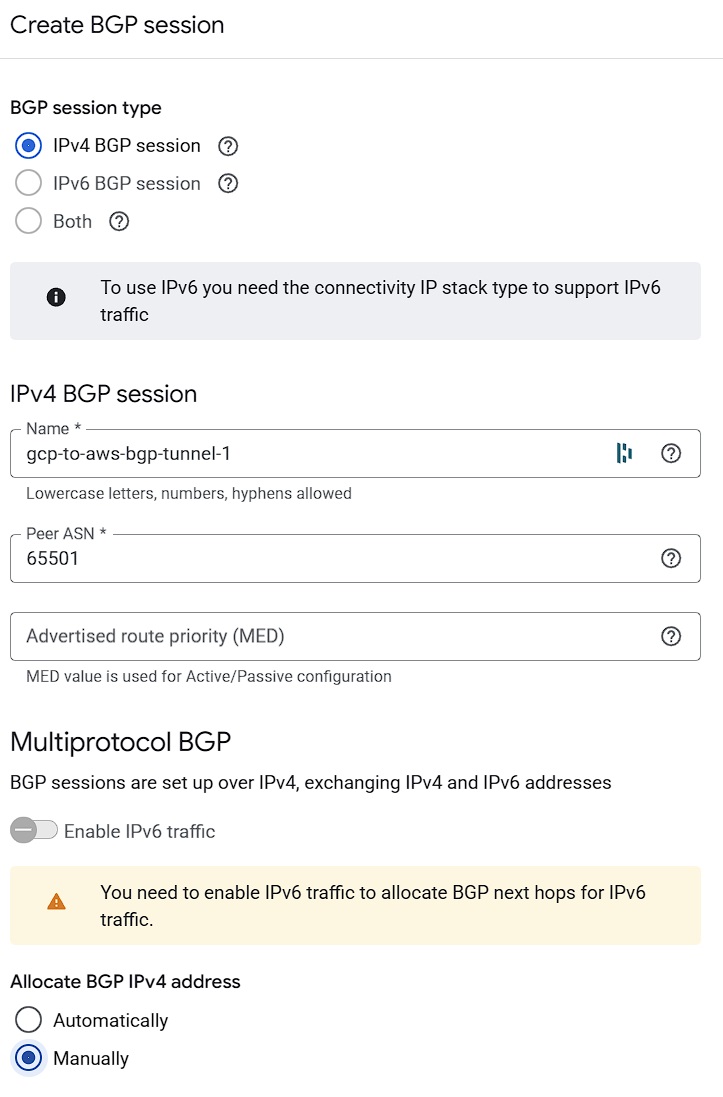 Create BGP session
BGP session type
IPv4 BGP session
IPv6 BGP session
Both
To use IPv6 you need the connectivity IP stack type to support IPv6
traffic
IPv4 BGP session
Name *
gcp-to-aws-bgp-tunnel-1
Lowercase letters, numbers, hyphens allowed
Peer ASN *
65501
Advertised route priority (MED)
MED value is used for Active/Passive configuration
Multiprotocol BGP
BGP sessions are set up over IPv4, exchanging IPv4 and IPv6 addresses
Enable IPv6 traffic
You need to enable IPv6 traffic to allocate BGP next hops for IPv6
traffic.
Allocate BGP IPv4 address
Automatically
Manually